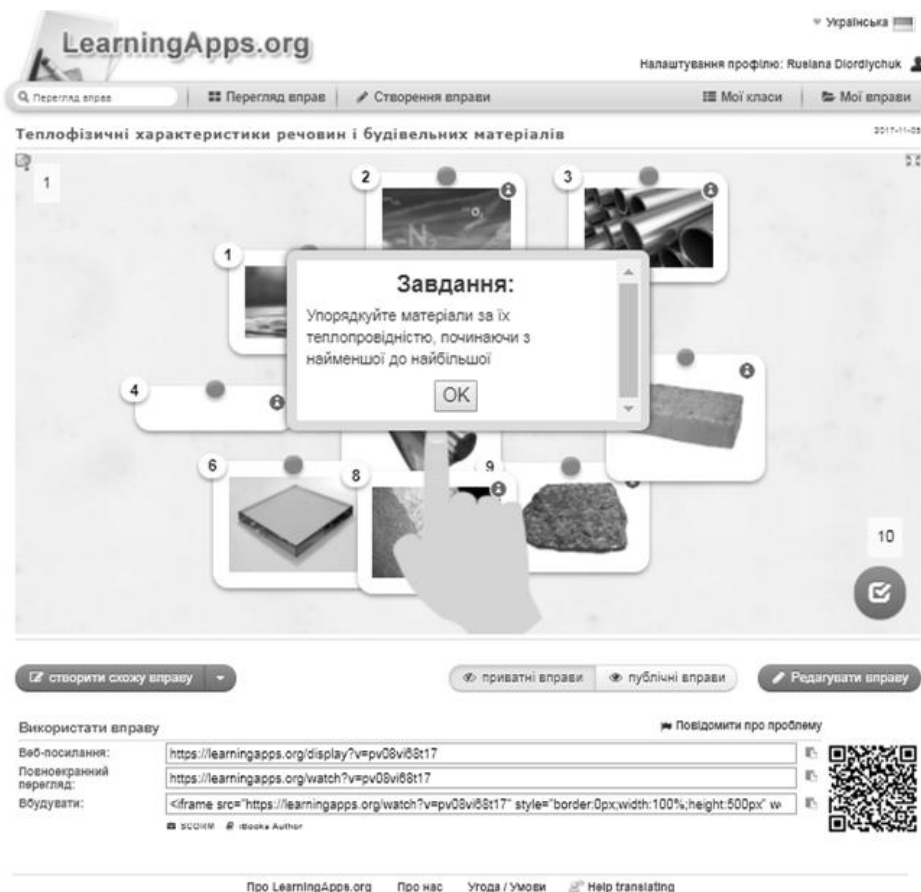 Українська
LearningApps.org
Налаштування профілю: Ruslana Diordiychuk
Перегляд вправ
Перегляд вправ
Створення вправи
Мої класи
Мої вправи
Теплофізичні характеристики речовин і будівельних матеріалів
2017-11-05
1
2
3
1
N₂
4
6
8
9
10
Завдання:
Упорядкуйте матеріали за їх
теплопровідністю, починаючи з
найменшої до найбільшої
OK
створити схожу вправу
приватні вправи
публічні вправи
Редагувати вправу
Використати вправу
Повідомити про проблему
Веб-посилання:
https://learningapps.org/display?v=pv08vi68t17
Повноекранний
перегляд:
https://learningapps.org/watch?v=pv08vi68t17
Вбудувати:
<iframe src="https://learningapps.org/watch?v=pv08vi68t17" style="border:0px;width:100%;height:500px" w
SCORM iBooks Author
Про LearningApps.org Про нас Угода / Умови Help translating